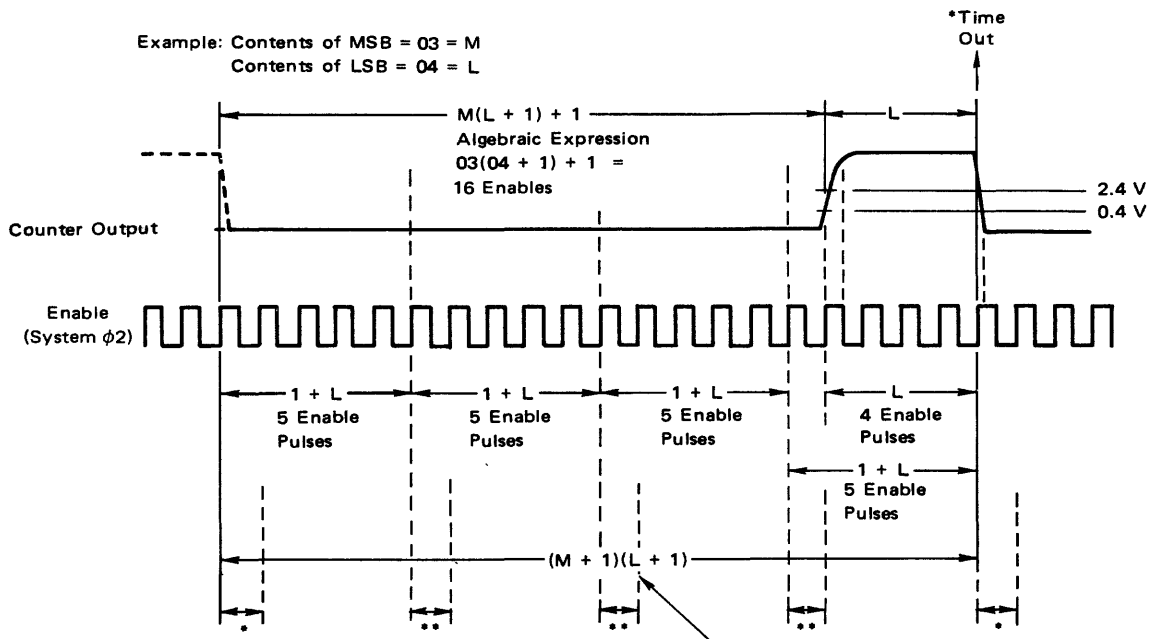 *Time
Out
Example: Contents of MSB = 03 = M
Contents of LSB = 04 = L
M(L + 1) + 1
Algebraic Expression
03(04 + 1) + 1 =
16 Enables
L
2.4 V
0.4 V
Counter Output
Enable
(System ϕ2)
1 + L
5 Enable
Pulses
1 + L
5 Enable
Pulses
1 + L
5 Enable
Pulses
L
4 Enable
Pulses
1 + L
5 Enable
Pulses
(M + 1)(L + 1)
*
**
**
**
*